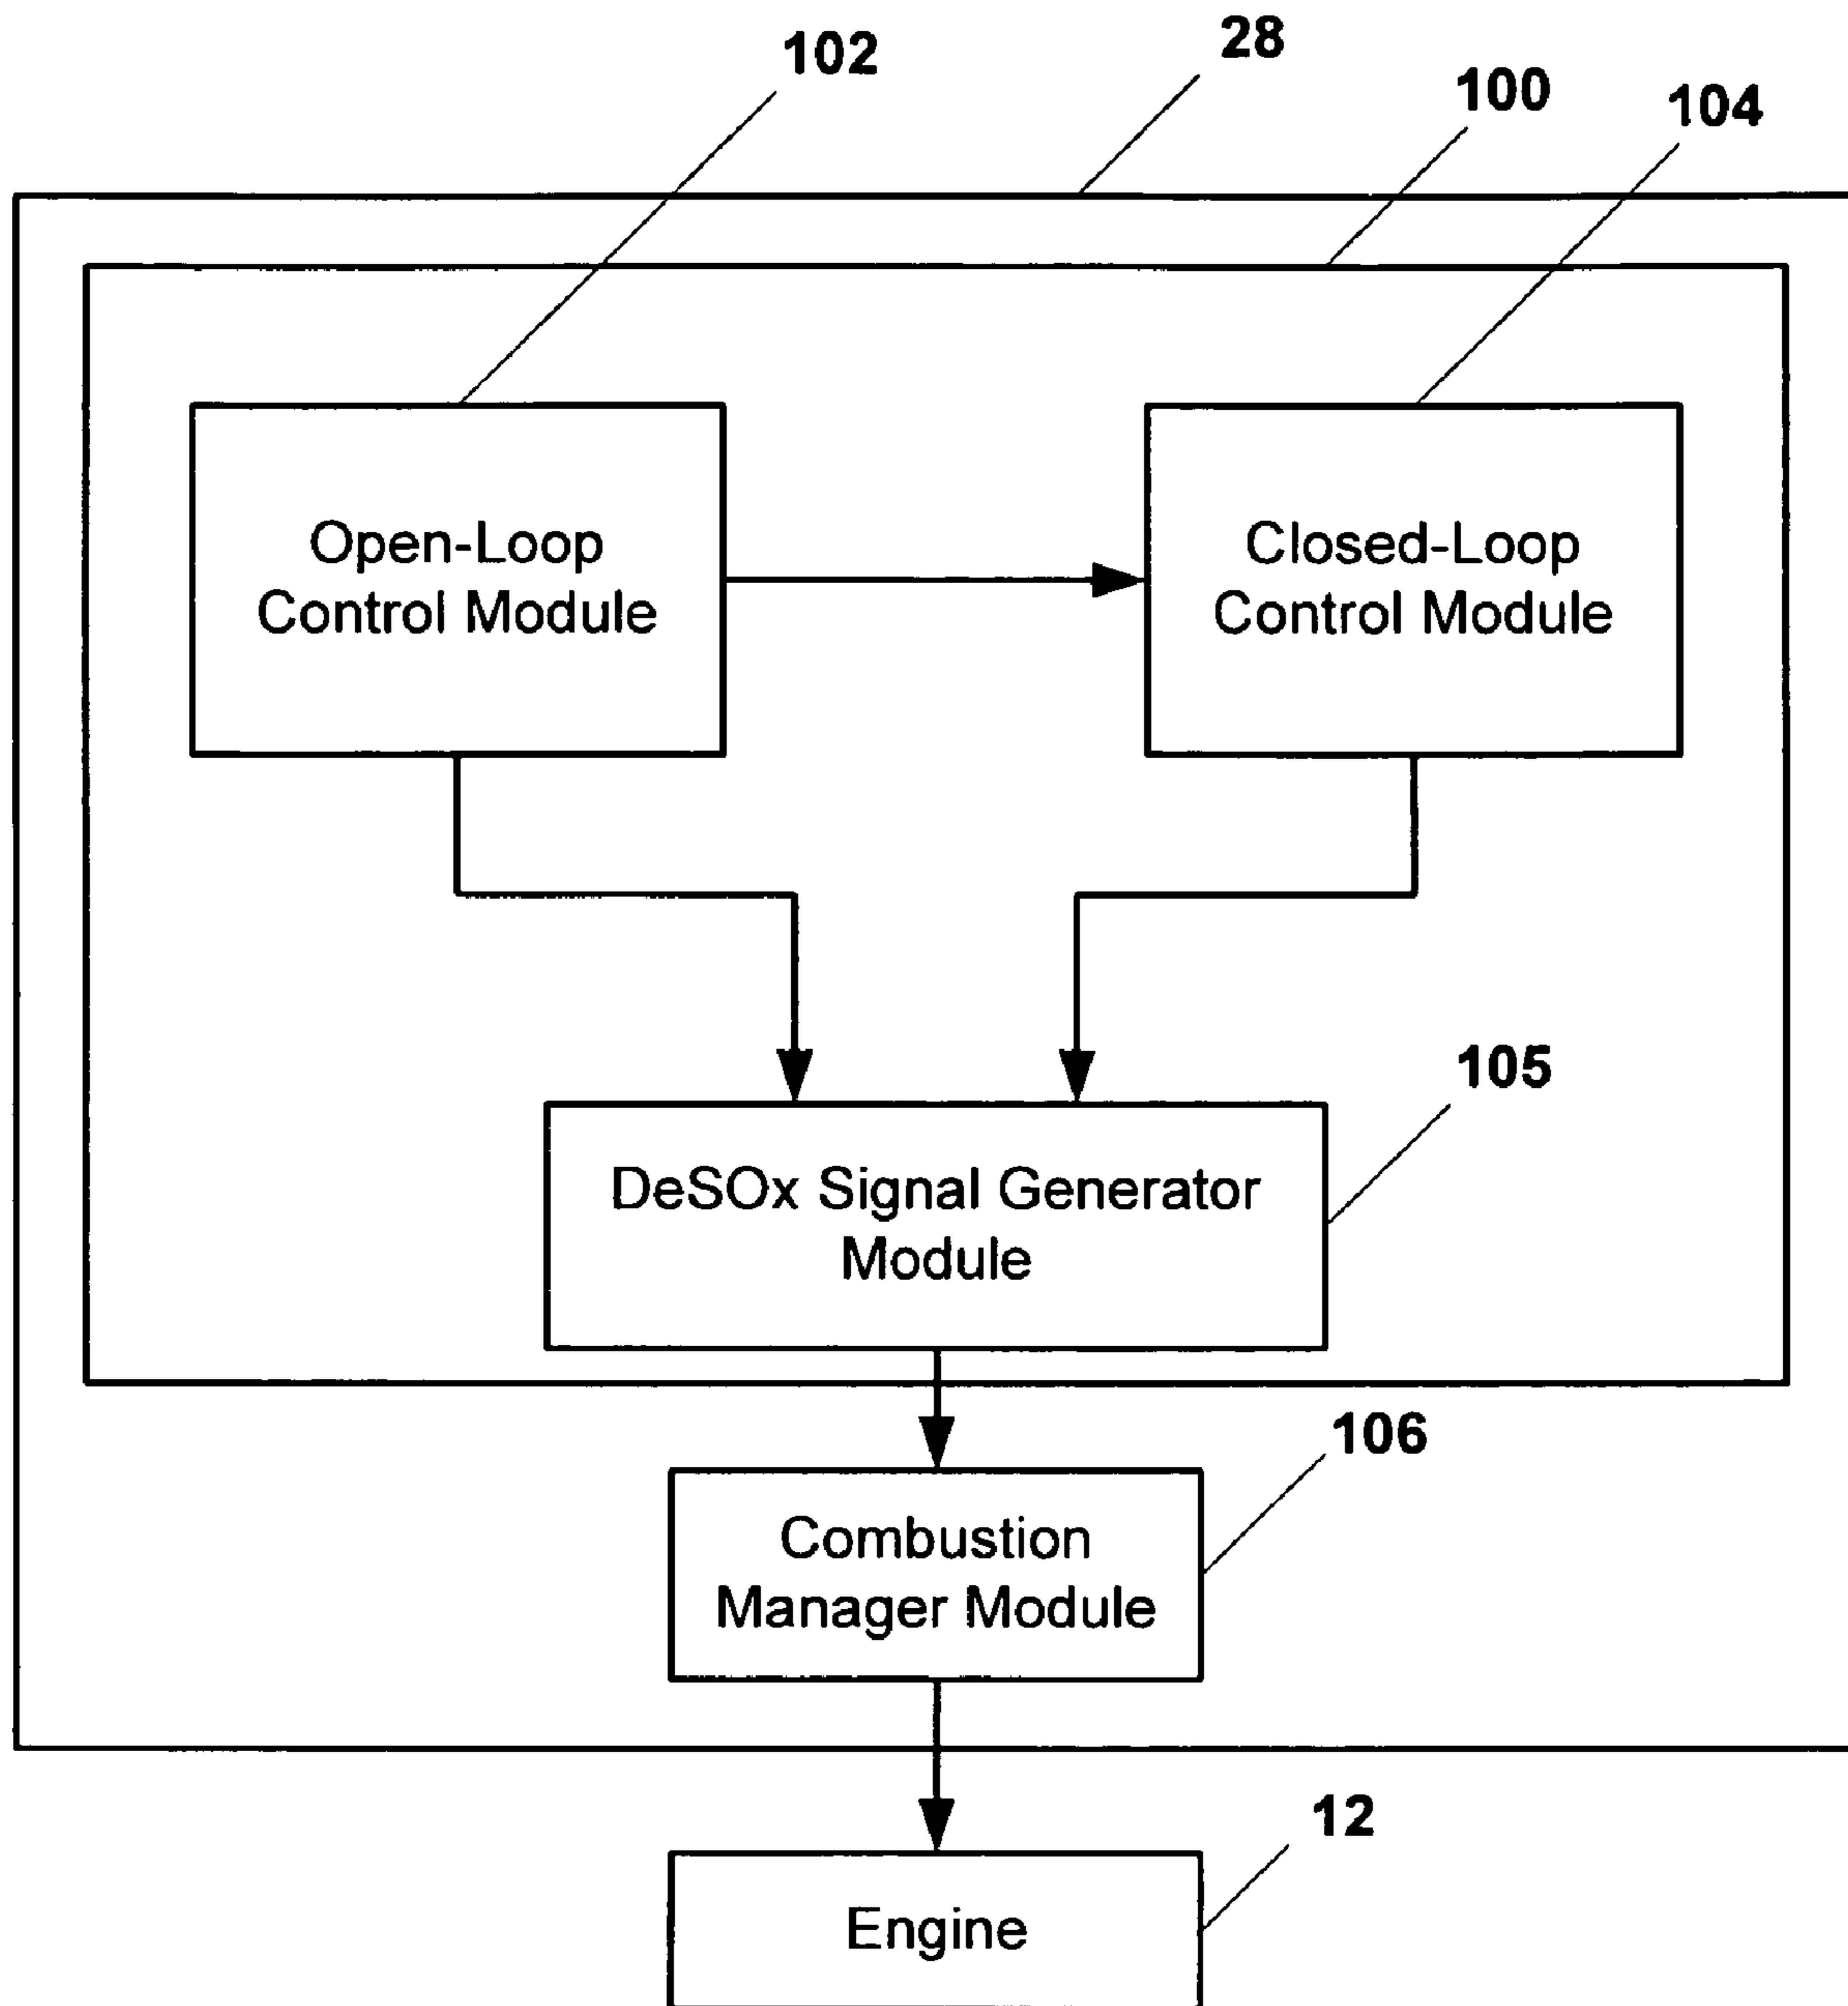 28
102
100
104
Open-Loop
Control Module
Closed-Loop
Control Module
105
DeSOx Signal Generator
Module
106
Combustion
Manager Module
12
Engine